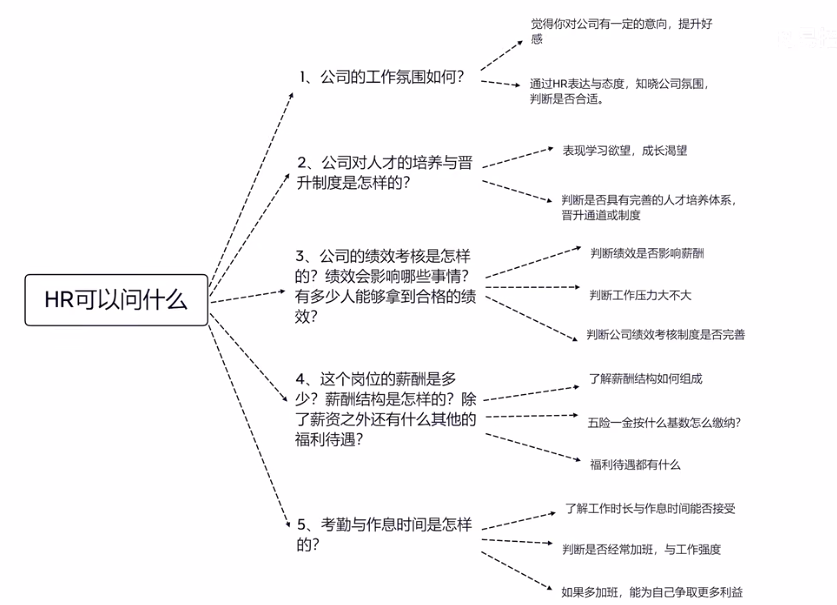 HR可以问什么
1、公司的工作氛围如何？
觉得你对公司有一定的意向，提升好
感
通过HR表达与态度，知晓公司氛围，
判断是否合适。
2、公司对人才的培养与晋
升制度是怎样的？
表现学习欲望，成长渴望
判断是否具有完善的人才培养体系，
晋升通道或制度
3、公司的绩效考核是怎样
的？绩效会影响哪些事情？
有多少人能够拿到合格的绩
效？
判断绩效是否影响薪酬
判断工作压力大不大
判断公司绩效考核制度是否完善
4、这个岗位的薪酬是多
少？薪酬结构是怎样的？除
了薪资之外还有什么其他的
福利待遇？
了解薪酬结构如何组成
五险一金按什么基数怎么缴纳？
福利待遇都有什么
5、考勤与作息时间是怎样
的？
了解工作时长与作息时间能否接受
判断是否经常加班，与工作强度
如果多加班，能为自己争取更多利益